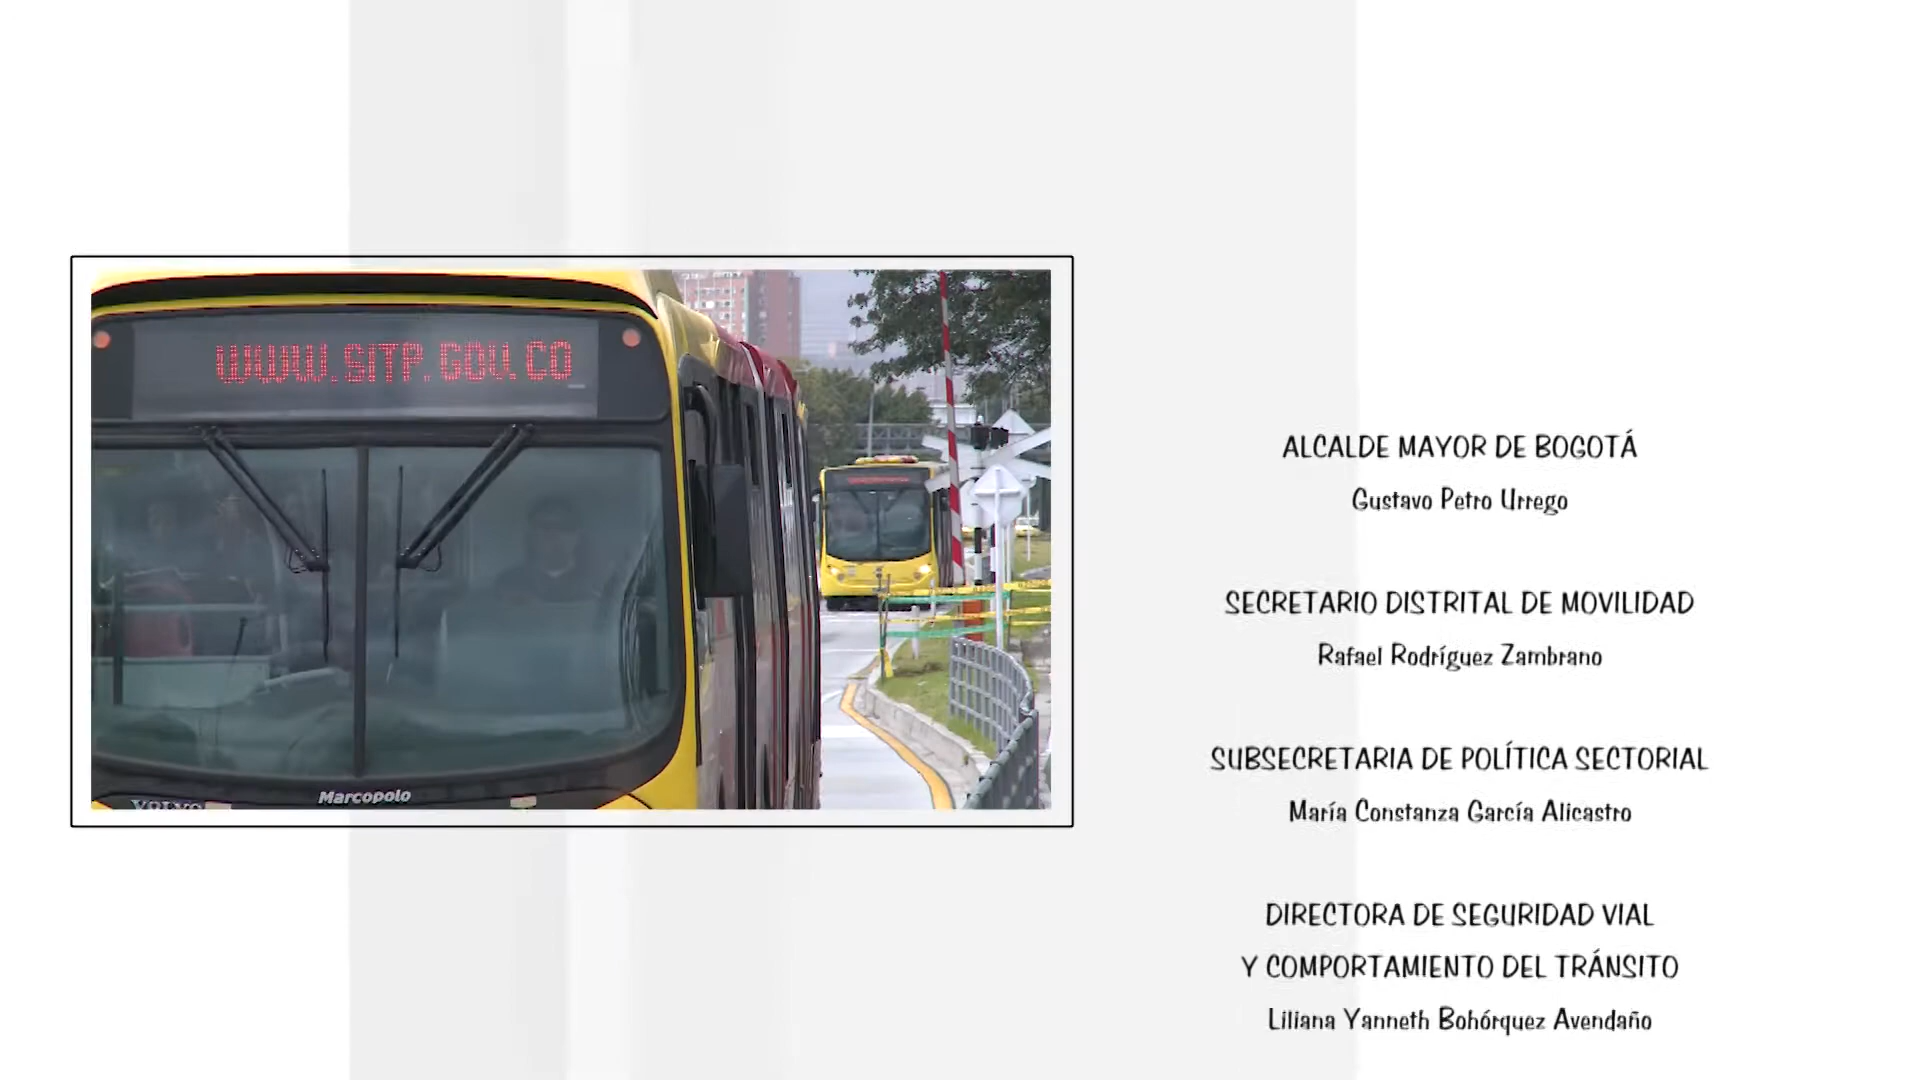 WWW.SITP.GOV.CO
Marcopolo
VOLVO
ALCALDE MAYOR DE BOGOTÁ
Gustavo Petro Urrego
SECRETARIO DISTRITAL DE MOVILIDAD
Rafael Rodríguez Zambrano
SUBSECRETARIA DE POLÍTICA SECTORIAL
María Constanza García Alicastro
DIRECTORA DE SEGURIDAD VIAL
Y COMPORTAMIENTO DEL TRÁNSITO
Liliana Yanneth Bohórquez Avendaño